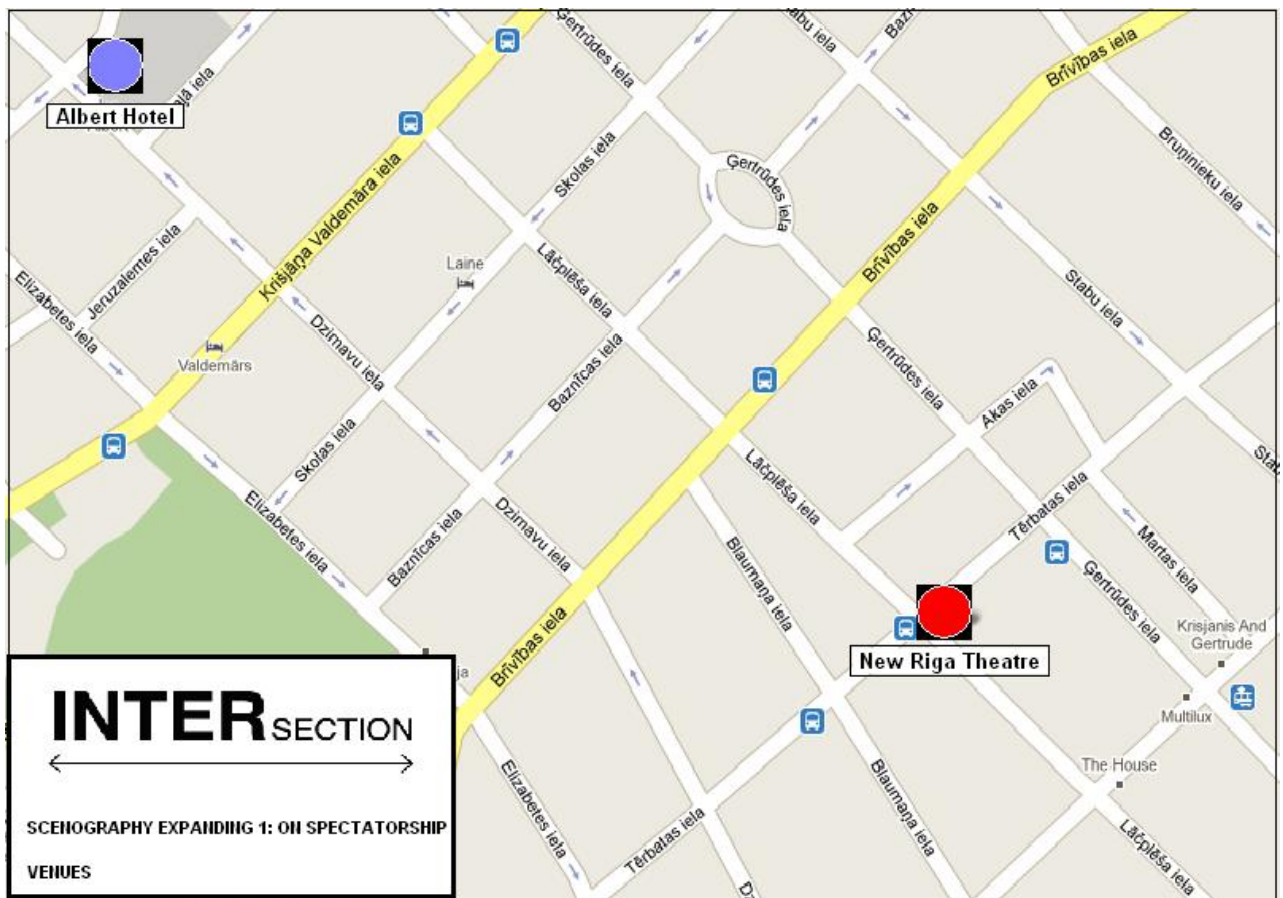 Ģertrūdes iela
Stabu iela
Brīvības iela
Albert Hotel
Skolas iela
Ģertrūdes iela
Bruņinieku iela
Krišjāņa Valdemāra iela
Brīvības iela
Elizabetes iela
Jeruzalemes iela
Laine
Lāčplēša iela
Stabu iela
Valdemārs
Dzirnavu iela
Baznīcas iela
Ģertrūdes iela
Akas iela
Skolas iela
Elizabetes iela
Baznīcas iela
Dzirnavu iela
Lāčplēša iela
Tērbatas iela
Blaumaņa iela
Martas iela
Ģertrūdes iela
Krisjanis And
Gertrude
New Riga Theatre
Brīvības iela
Multilux
The House
Elizabetes iela
Tērbatas iela
Blaumaņa iela
Lāčplēša iela
INTERSECTION
SCENOGRAPHY EXPANDING 1: ON SPECTATORSHIP
VENUES